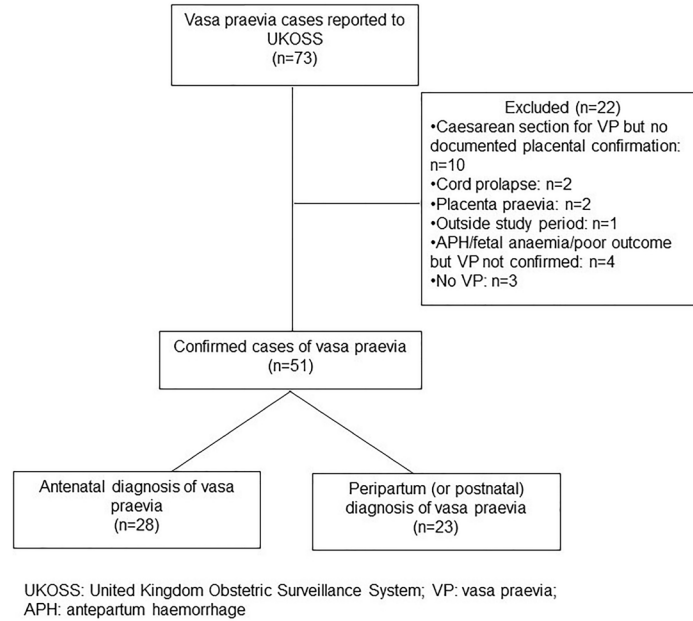 Vasa praevia cases reported to
UKOSS
(n=73)
Excluded (n=22)
•Caesarean section for VP but no
documented placental confirmation:
n=10
•Cord prolapse: n=2
•Placenta praevia: n=2
•Outside study period: n=1
•APH/fetal anaemia/poor outcome
but VP not confirmed: n=4
•No VP: n=3
Confirmed cases of vasa praevia
(n=51)
Antenatal diagnosis of vasa
praevia
(n=28)
Peripartum (or postnatal)
diagnosis of vasa praevia
(n=23)
UKOSS: United Kingdom Obstetric Surveillance System; VP: vasa praevia;
APH: antepartum haemorrhage